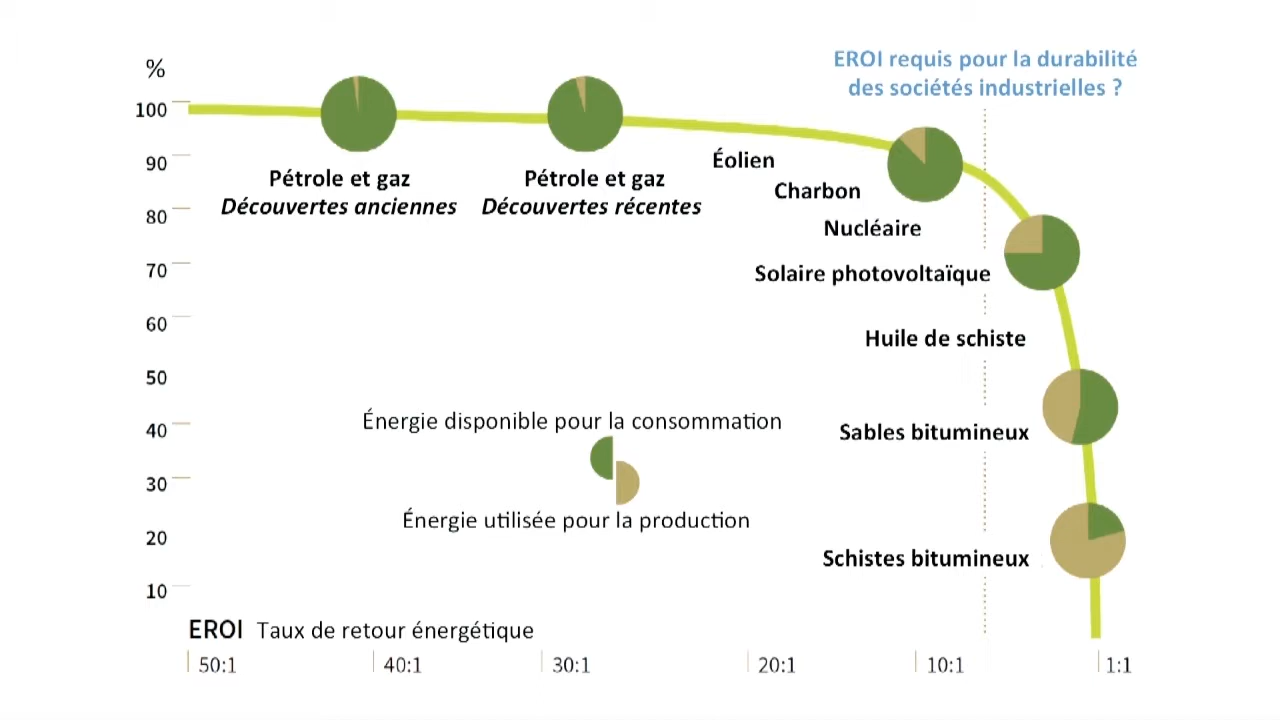 EROI requis pour la durabilité
des sociétés industrielles ?
%
100
90
80
70
60
50
40
30
20
10
Pétrole et gaz
Découvertes anciennes
Pétrole et gaz
Découvertes récentes
Éolien
Charbon
Nucléaire
Solaire photovoltaïque
Huile de schiste
Sables bitumineux
Schistes bitumineux
Énergie disponible pour la consommation
Énergie utilisée pour la production
EROI Taux de retour énergétique
50:1 40:1 30:1 20:1 10:1 1:1